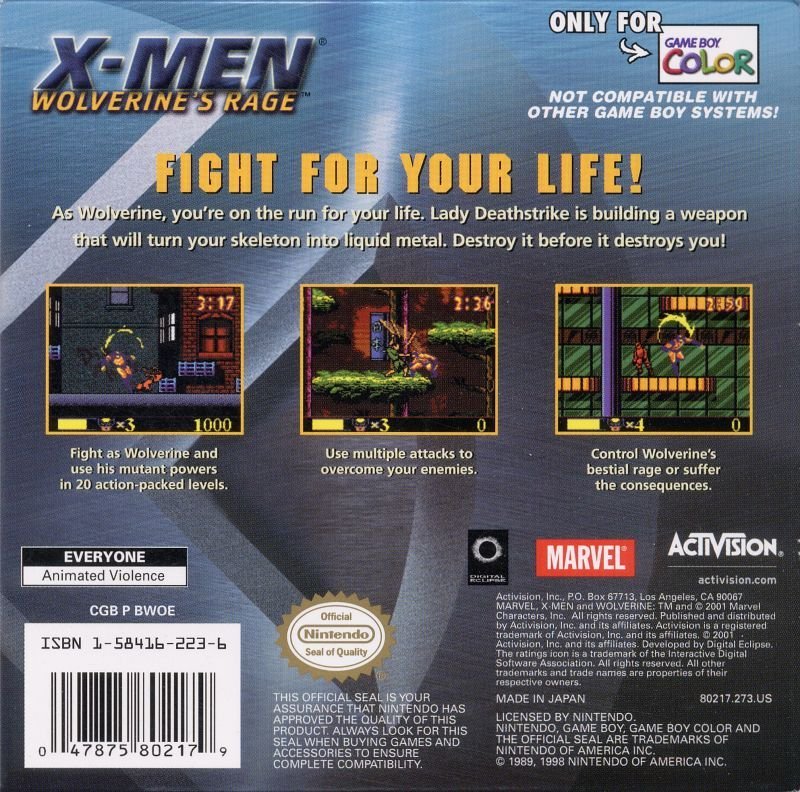 X-MEN®
WOLVERINE'S RAGE™
ONLY FOR
GAME BOY
COLOR
NOT COMPATIBLE WITH
OTHER GAME BOY SYSTEMS!
FIGHT FOR YOUR LIFE!
As Wolverine, you're on the run for your life. Lady Deathstrike is building a weapon
that will turn your skeleton into liquid metal. Destroy it before it destroys you!
3:17
×3 1000
2:36
日本
×3 0
2:59
×4 0
Fight as Wolverine and
use his mutant powers
in 20 action-packed levels.
Use multiple attacks to
overcome your enemies.
Control Wolverine's
bestial rage or suffer
the consequences.
EVERYONE
Animated Violence
CGB P BWOE
ISBN 1-58416-223-6
0 47875 80217 9
Official
Nintendo®
Seal of Quality
®
THIS OFFICIAL SEAL IS YOUR
ASSURANCE THAT NINTENDO HAS
APPROVED THE QUALITY OF THIS
PRODUCT. ALWAYS LOOK FOR THIS
SEAL WHEN BUYING GAMES AND
ACCESSORIES TO ENSURE
COMPLETE COMPATIBILITY.
DIGITAL
ECLIPSE
MARVEL®
ACTIVISION®
activision.com
Activision, Inc., P.O. Box 67713, Los Angeles, CA 90067
MARVEL, X-MEN and WOLVERINE: TM and © 2001 Marvel
Characters, Inc. All rights reserved. Published and distributed
by Activision, Inc. and its affiliates. Activision is a registered
trademark of Activision, Inc. and its affiliates. © 2001
Activision, Inc. and its affiliates. Developed by Digital Eclipse.
The ratings icon is a trademark of the Interactive Digital
Software Association. All rights reserved. All other
trademarks and trade names are properties of their
respective owners.
MADE IN JAPAN 80217.273.US
LICENSED BY NINTENDO.
NINTENDO, GAME BOY, GAME BOY COLOR AND
THE OFFICIAL SEAL ARE TRADEMARKS OF
NINTENDO OF AMERICA INC.
© 1989, 1998 NINTENDO OF AMERICA INC.